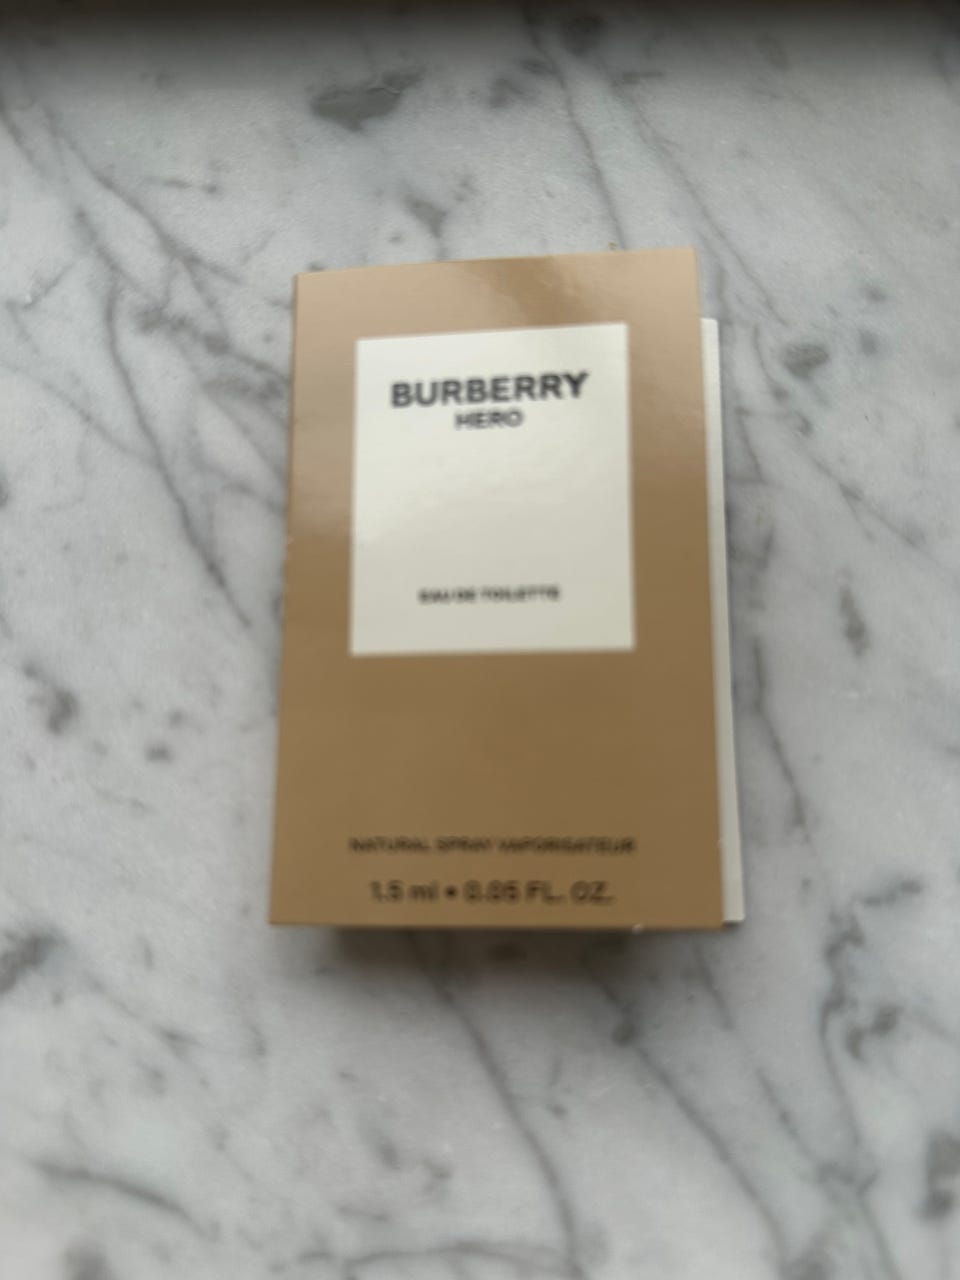 BURBERRY
HERO
EAU DE TOILETTE
NATURAL SPRAY VAPORISATEUR
1.5 ml • 0.05 FL. OZ.